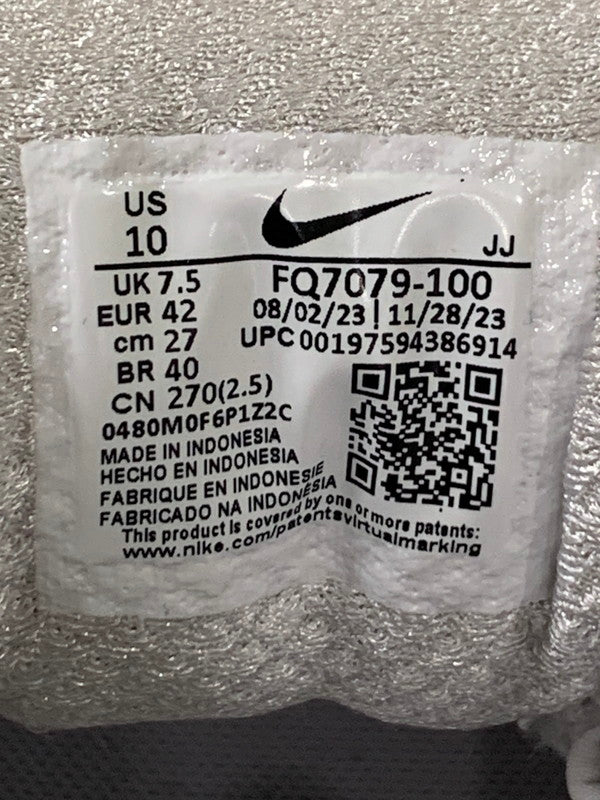 US
10
JJ
UK 7.5
FQ7079-100
EUR 42
08/02/23 | 11/28/23
cm 27
UPC 00197594386914
BR 40
CN 270(2.5)
0480M0F6P1Z2C
MADE IN INDONESIA
HECHO EN INDONESIA
FABRIQUE EN INDONESIE
FABRICADO NA INDONÉSIA
This product is covered by one or more patents:
www.nike.com/patentsvirtualmarking